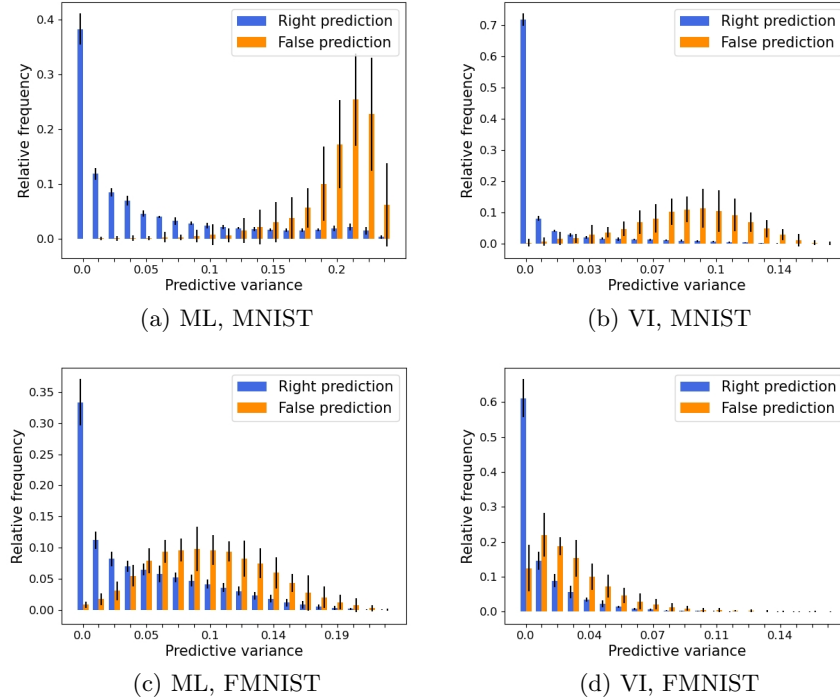 Right prediction
False prediction
Relative frequency
0.4
0.3
0.2
0.1
0.0
0.0 0.05 0.1 0.15 0.2
Predictive variance
(a) ML, MNIST
Right prediction
False prediction
Relative frequency
0.7
0.6
0.5
0.4
0.3
0.2
0.1
0.0
0.0 0.03 0.07 0.1 0.14
Predictive variance
(b) VI, MNIST
Right prediction
False prediction
Relative frequency
0.35
0.30
0.25
0.20
0.15
0.10
0.05
0.00
0.0 0.05 0.1 0.14 0.19
Predictive variance
(c) ML, FMNIST
Right prediction
False prediction
Relative frequency
0.6
0.5
0.4
0.3
0.2
0.1
0.0
0.0 0.04 0.07 0.11 0.14
Predictive variance
(d) VI, FMNIST